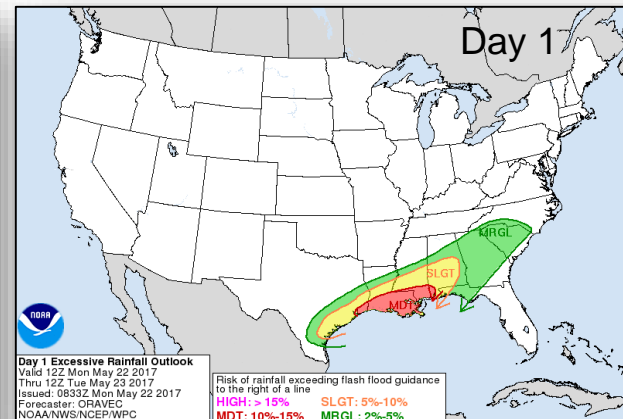 Day 1
MRGL
SLGT
MDT
NOAA
Day 1 Excessive Rainfall Outlook
Valid 12Z Mon May 22 2017
Thru 12Z Tue May 23 2017
Issued: 0833Z Mon May 22 2017
Forecaster: ORAVEC
NOAA/NWS/NCEP/WPC
Risk of rainfall exceeding flash flood guidance
to the right of a line
HIGH: > 15% SLGT: 5%-10%
MDT: 10%-15% MRGL: 2%-5%